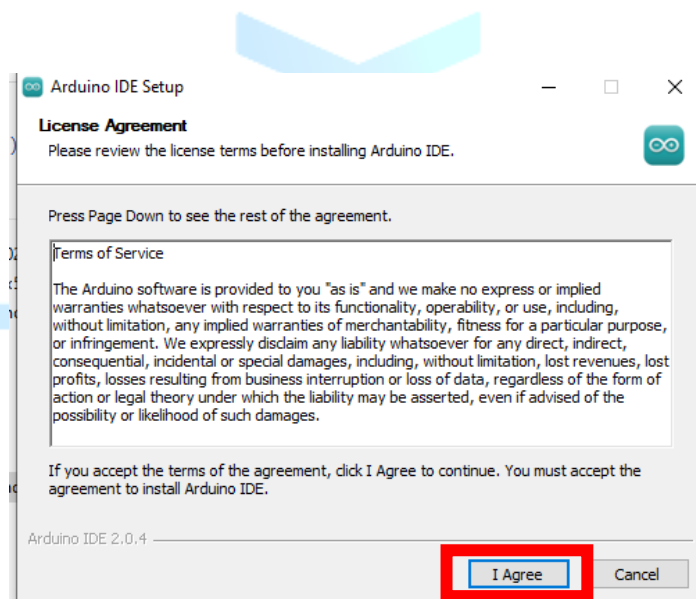 Arduino IDE Setup
License Agreement
Please review the license terms before installing Arduino IDE.
Press Page Down to see the rest of the agreement.
Terms of Service
The Arduino software is provided to you "as is" and we make no express or implied
warranties whatsoever with respect to its functionality, operability, or use, including,
without limitation, any implied warranties of merchantability, fitness for a particular purpose,
or infringement. We expressly disclaim any liability whatsoever for any direct, indirect,
consequential, incidental or special damages, including, without limitation, lost revenues, lost
profits, losses resulting from business interruption or loss of data, regardless of the form of
action or legal theory under which the liability may be asserted, even if advised of the
possibility or likelihood of such damages.
If you accept the terms of the agreement, click I Agree to continue. You must accept the
agreement to install Arduino IDE.
Arduino IDE 2.0.4
I Agree Cancel